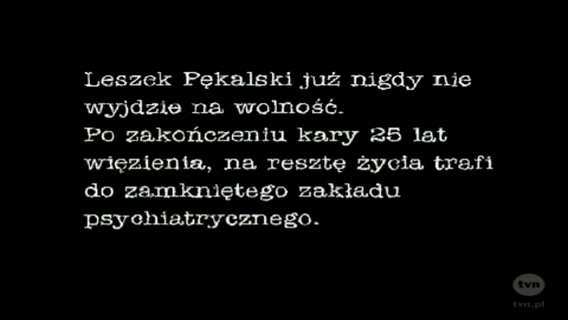 Leszek Pękalski już nigdy nie
wyjdzie na wolność.
Po zakończeniu kary 25 lat
więzienia, na resztę życia trafi
do zamkniętego zakładu
psychiatrycznego.
tvn
tvn.pl